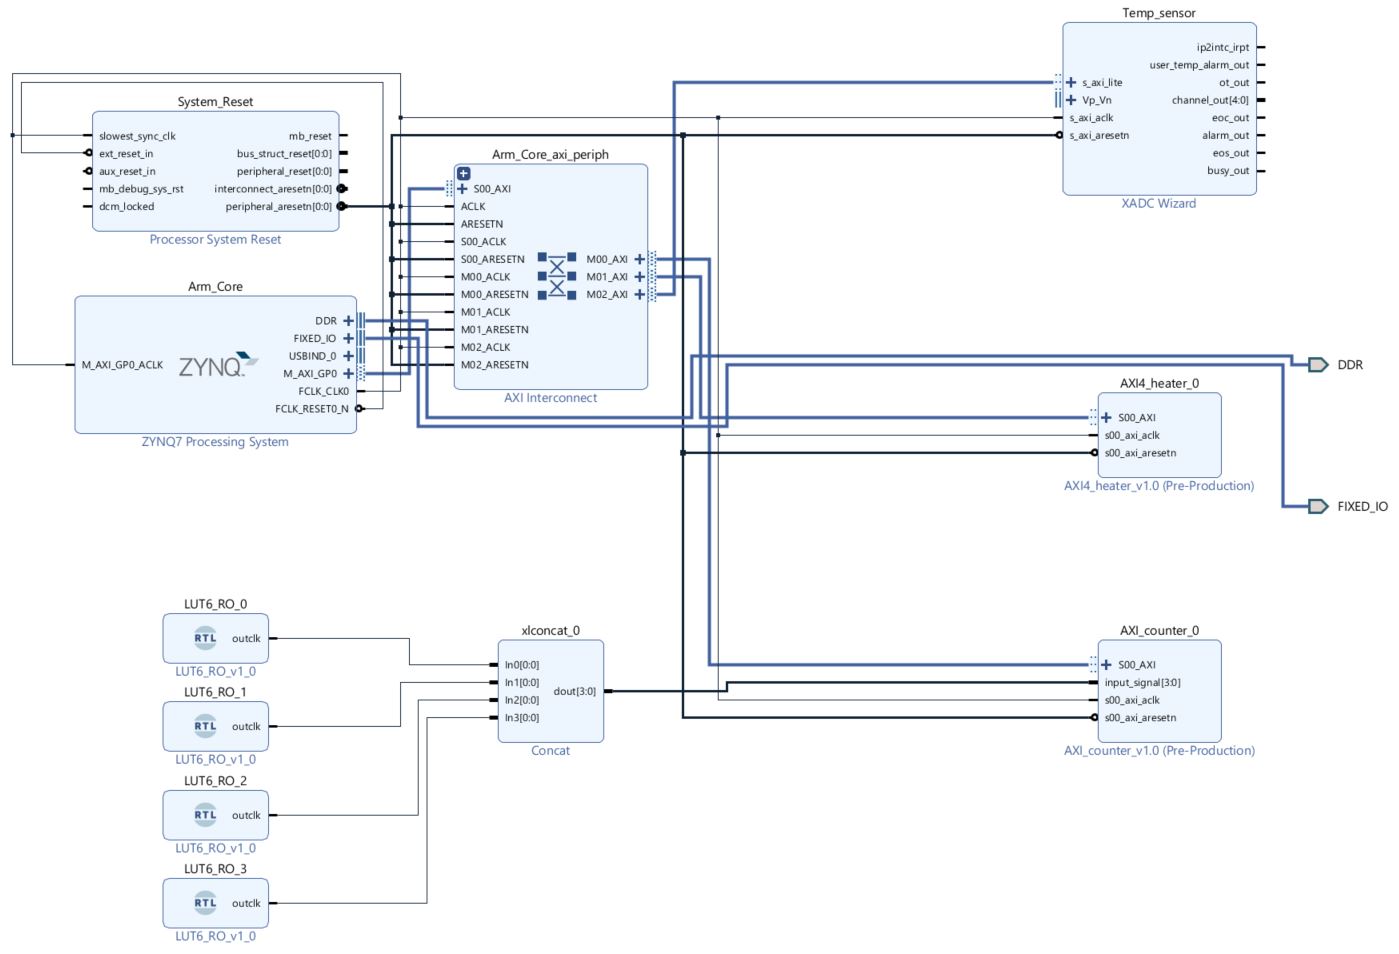 Temp_sensor
ip2intc_irpt
user_temp_alarm_out
s_axi_lite
ot_out
Vp_Vn
channel_out[4:0]
s_axi_aclk
eoc_out
s_axi_aresetn
alarm_out
eos_out
busy_out
XADC Wizard
System_Reset
slowest_sync_clk
mb_reset
ext_reset_in
bus_struct_reset[0:0]
aux_reset_in
peripheral_reset[0:0]
mb_debug_sys_rst
interconnect_aresetn[0:0]
dcm_locked
peripheral_aresetn[0:0]
Processor System Reset
Arm_Core_axi_periph
S00_AXI
ACLK
ARESETN
S00_ACLK
S00_ARESETN
M00_AXI
M00_ACLK
M01_AXI
M00_ARESETN
M02_AXI
M01_ACLK
M01_ARESETN
M02_ACLK
M02_ARESETN
AXI Interconnect
Arm_Core
DDR
FIXED_IO
USBIND_0
M_AXI_GP0_ACLK
ZYNQ
M_AXI_GP0
FCLK_CLK0
FCLK_RESET0_N
ZYNQ7 Processing System
DDR
AXI4_heater_0
S00_AXI
s00_axi_aclk
s00_axi_aresetn
AXI4_heater_v1.0 (Pre-Production)
FIXED_IO
LUT6_RO_0
RTL outclk
LUT6_RO_v1_0
LUT6_RO_1
RTL outclk
LUT6_RO_v1_0
LUT6_RO_2
RTL outclk
LUT6_RO_v1_0
LUT6_RO_3
RTL outclk
LUT6_RO_v1_0
xlconcat_0
In0[0:0]
In1[0:0]
dout[3:0]
In2[0:0]
In3[0:0]
Concat
AXI_counter_0
S00_AXI
input_signal[3:0]
s00_axi_aclk
s00_axi_aresetn
AXI_counter_v1.0 (Pre-Production)